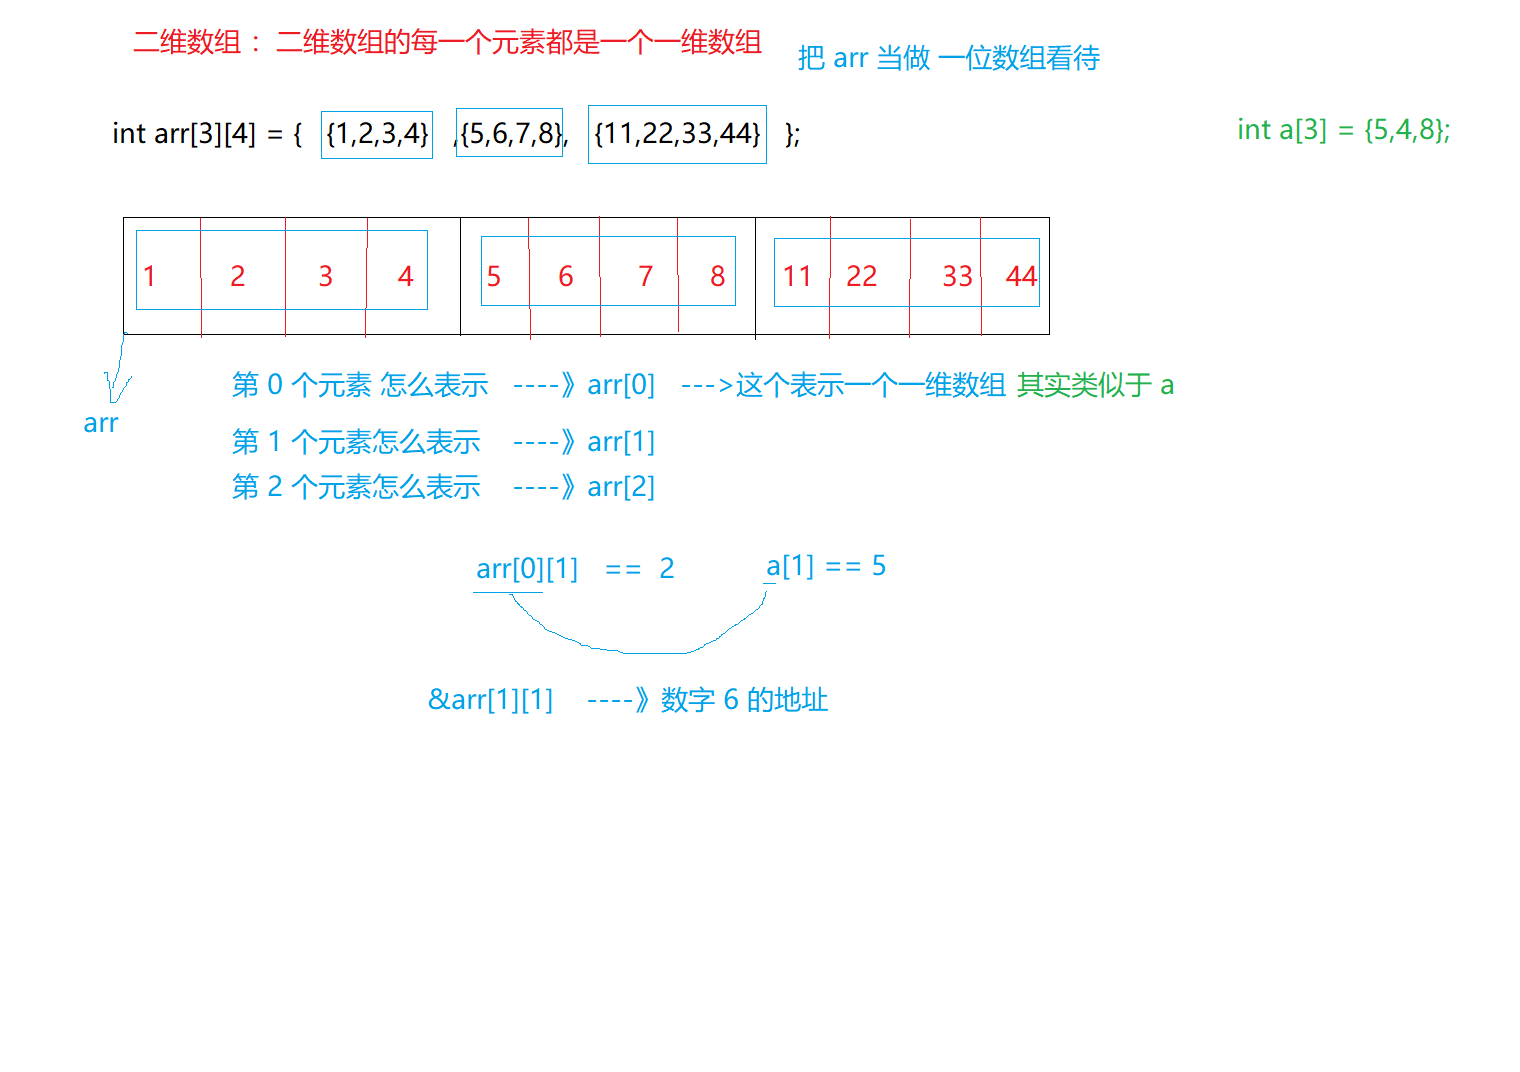 二维数组 ： 二维数组的每一个元素都是一个一维数组
把 arr 当做 一位数组看待
int arr[3][4] = { {1,2,3,4} ,{5,6,7,8}, {11,22,33,44} };
int a[3] = {5,4,8};
1 2 3 4 5 6 7 8 11 22 33 44
第 0 个元素 怎么表示 ----》arr[0] --->这个表示一个一维数组 其实类似于 a
arr
第 1 个元素怎么表示 ----》arr[1]
第 2 个元素怎么表示 ----》arr[2]
arr[0][1] == 2
a[1] == 5
&arr[1][1] ----》数字 6 的地址